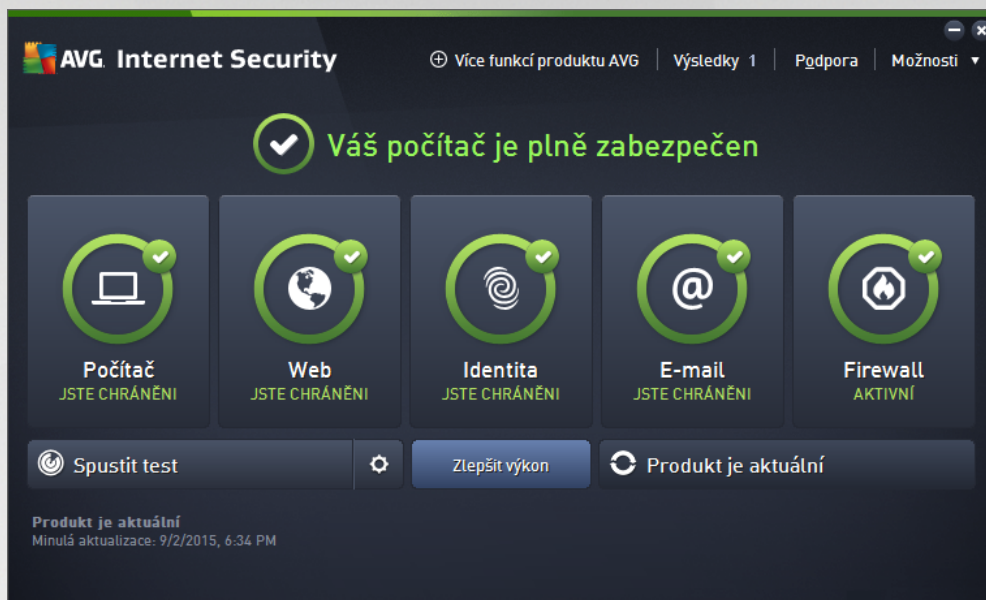 AVG Internet Security
Více funkcí produktu AVG
Výsledky 1
Podpora
Možnosti
Váš počítač je plně zabezpečen
Počítač
JSTE CHRÁNĚNI
Web
JSTE CHRÁNĚNI
Identita
JSTE CHRÁNĚNI
@
E-mail
JSTE CHRÁNĚNI
Firewall
AKTIVNÍ
Spustit test
Zlepšit výkon
Produkt je aktuální
Produkt je aktuální
Minulá aktualizace: 9/2/2015, 6:34 PM